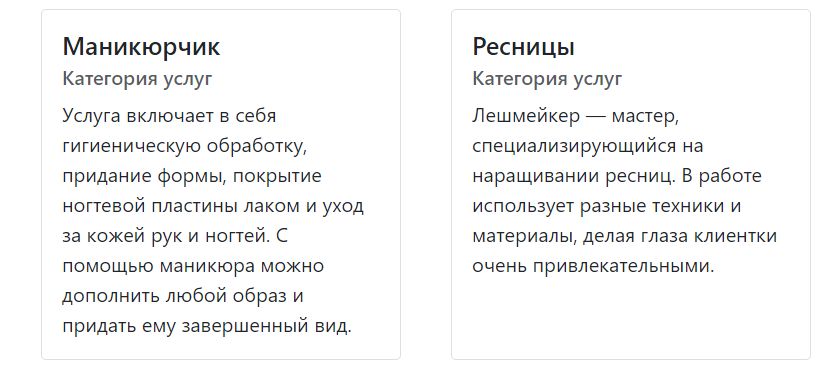 Маникюрчик
Категория услуг
Услуга включает в себя
гигиеническую обработку,
придание формы, покрытие
ногтевой пластины лаком и уход
за кожей рук и ногтей. С
помощью маникюра можно
дополнить любой образ и
придать ему завершенный вид.
Ресницы
Категория услуг
Лешмейкер — мастер,
специализирующийся на
наращивании ресниц. В работе
использует разные техники и
материалы, делая глаза клиентки
очень привлекательными.